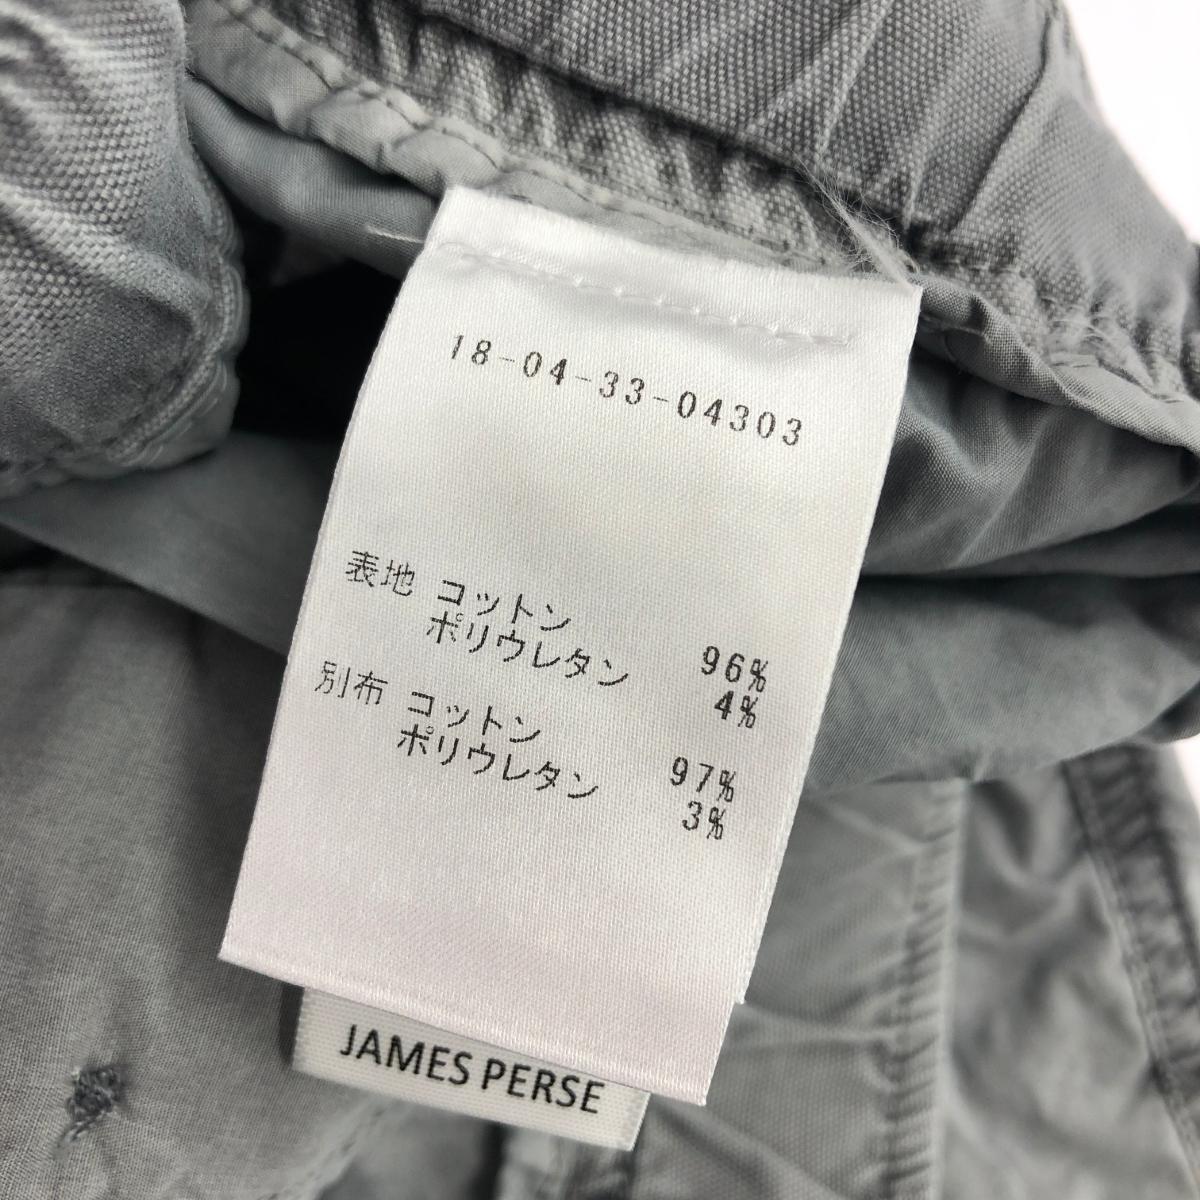 18-04-33-04303
表地 コットン 96%
ポリウレタン 4%
別布 コットン 97%
ポリウレタン 3%
JAMES PERSE